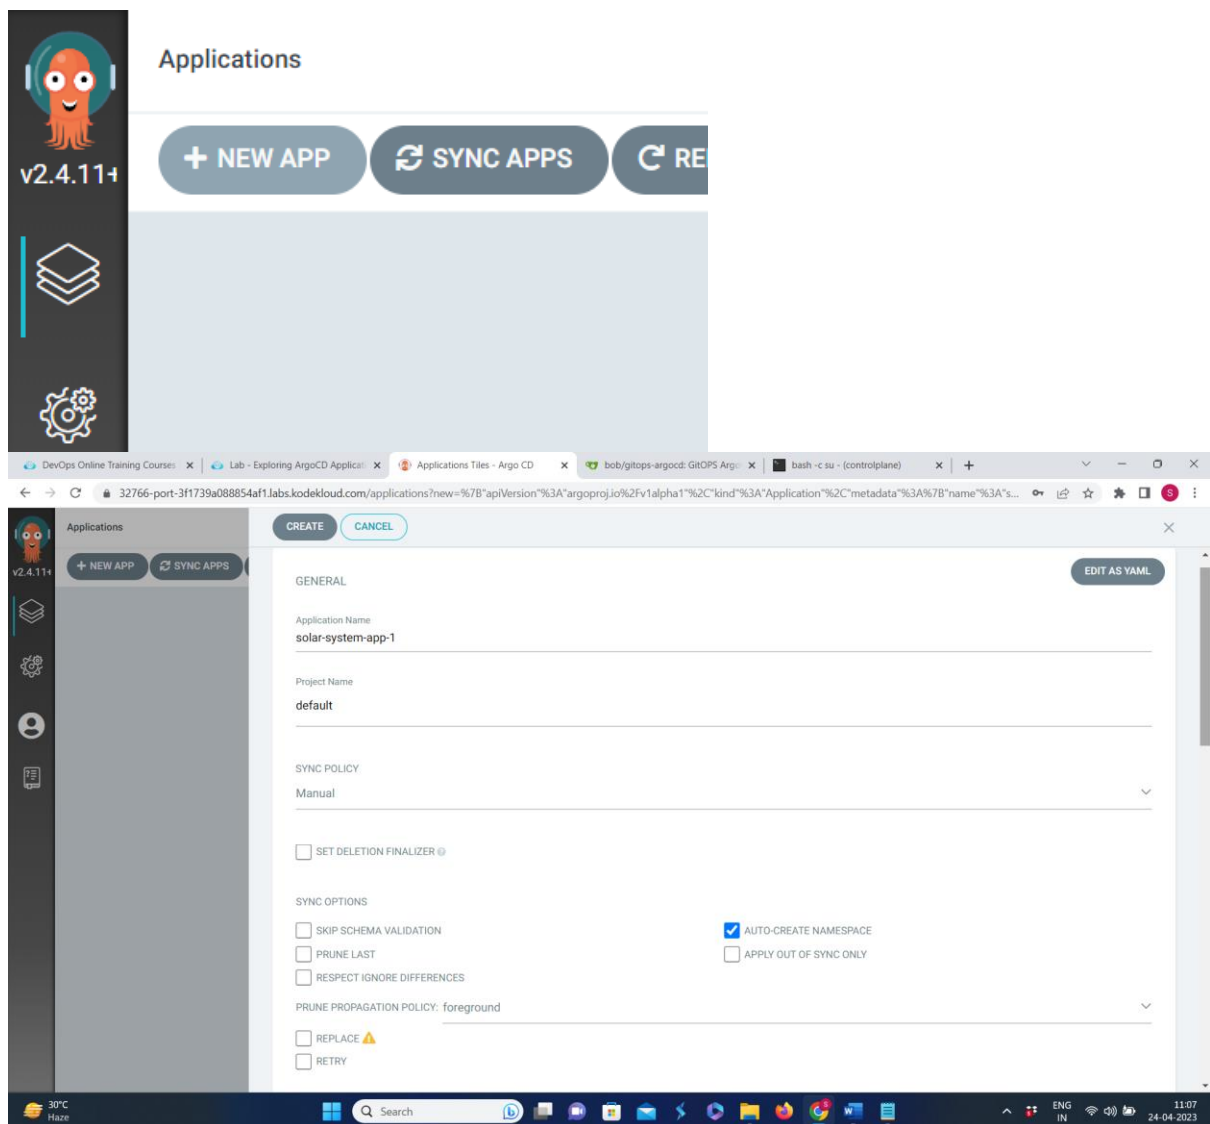 Applications
+ NEW APP
SYNC APPS
RE
v2.4.11+
DevOps Online Training Courses
Lab - Exploring ArgoCD Applicati
Applications Tiles - Argo CD
bob/gitops-argocd: GitOPS Argo
bash -c su - (controlplane)
32766-port-3f1739a088854af1.labs.kodekloud.com/applications?new=%7B"apiVersion"%3A"argoproj.io%2Fv1alpha1"%2C"kind"%3A"Application"%2C"metadata"%3A%7B"name"%3A"s...
S
Applications
CREATE
CANCEL
+ NEW APP
SYNC APPS
v2.4.11+
EDIT AS YAML
GENERAL
Application Name
solar-system-app-1
Project Name
default
SYNC POLICY
Manual
SET DELETION FINALIZER
SYNC OPTIONS
SKIP SCHEMA VALIDATION
AUTO-CREATE NAMESPACE
PRUNE LAST
APPLY OUT OF SYNC ONLY
RESPECT IGNORE DIFFERENCES
PRUNE PROPAGATION POLICY: foreground
REPLACE
RETRY
30°C
Haze
Search
ENG
IN
11:07
24-04-2023